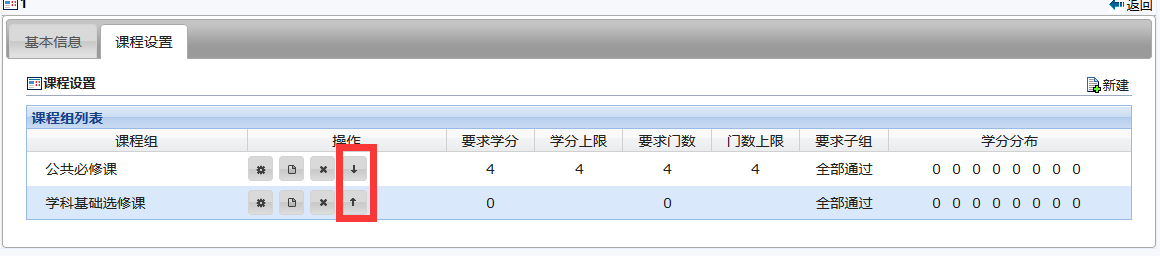 1 返回
基本信息 课程设置
课程设置 新建
课程组列表
课程组 操作 要求学分 学分上限 要求门数 门数上限 要求子组 学分分布
公共必修课 4 4 4 4 全部通过 0 0 0 0 0 0 0 0
学科基础选修课 0 0 全部通过 0 0 0 0 0 0 0 0